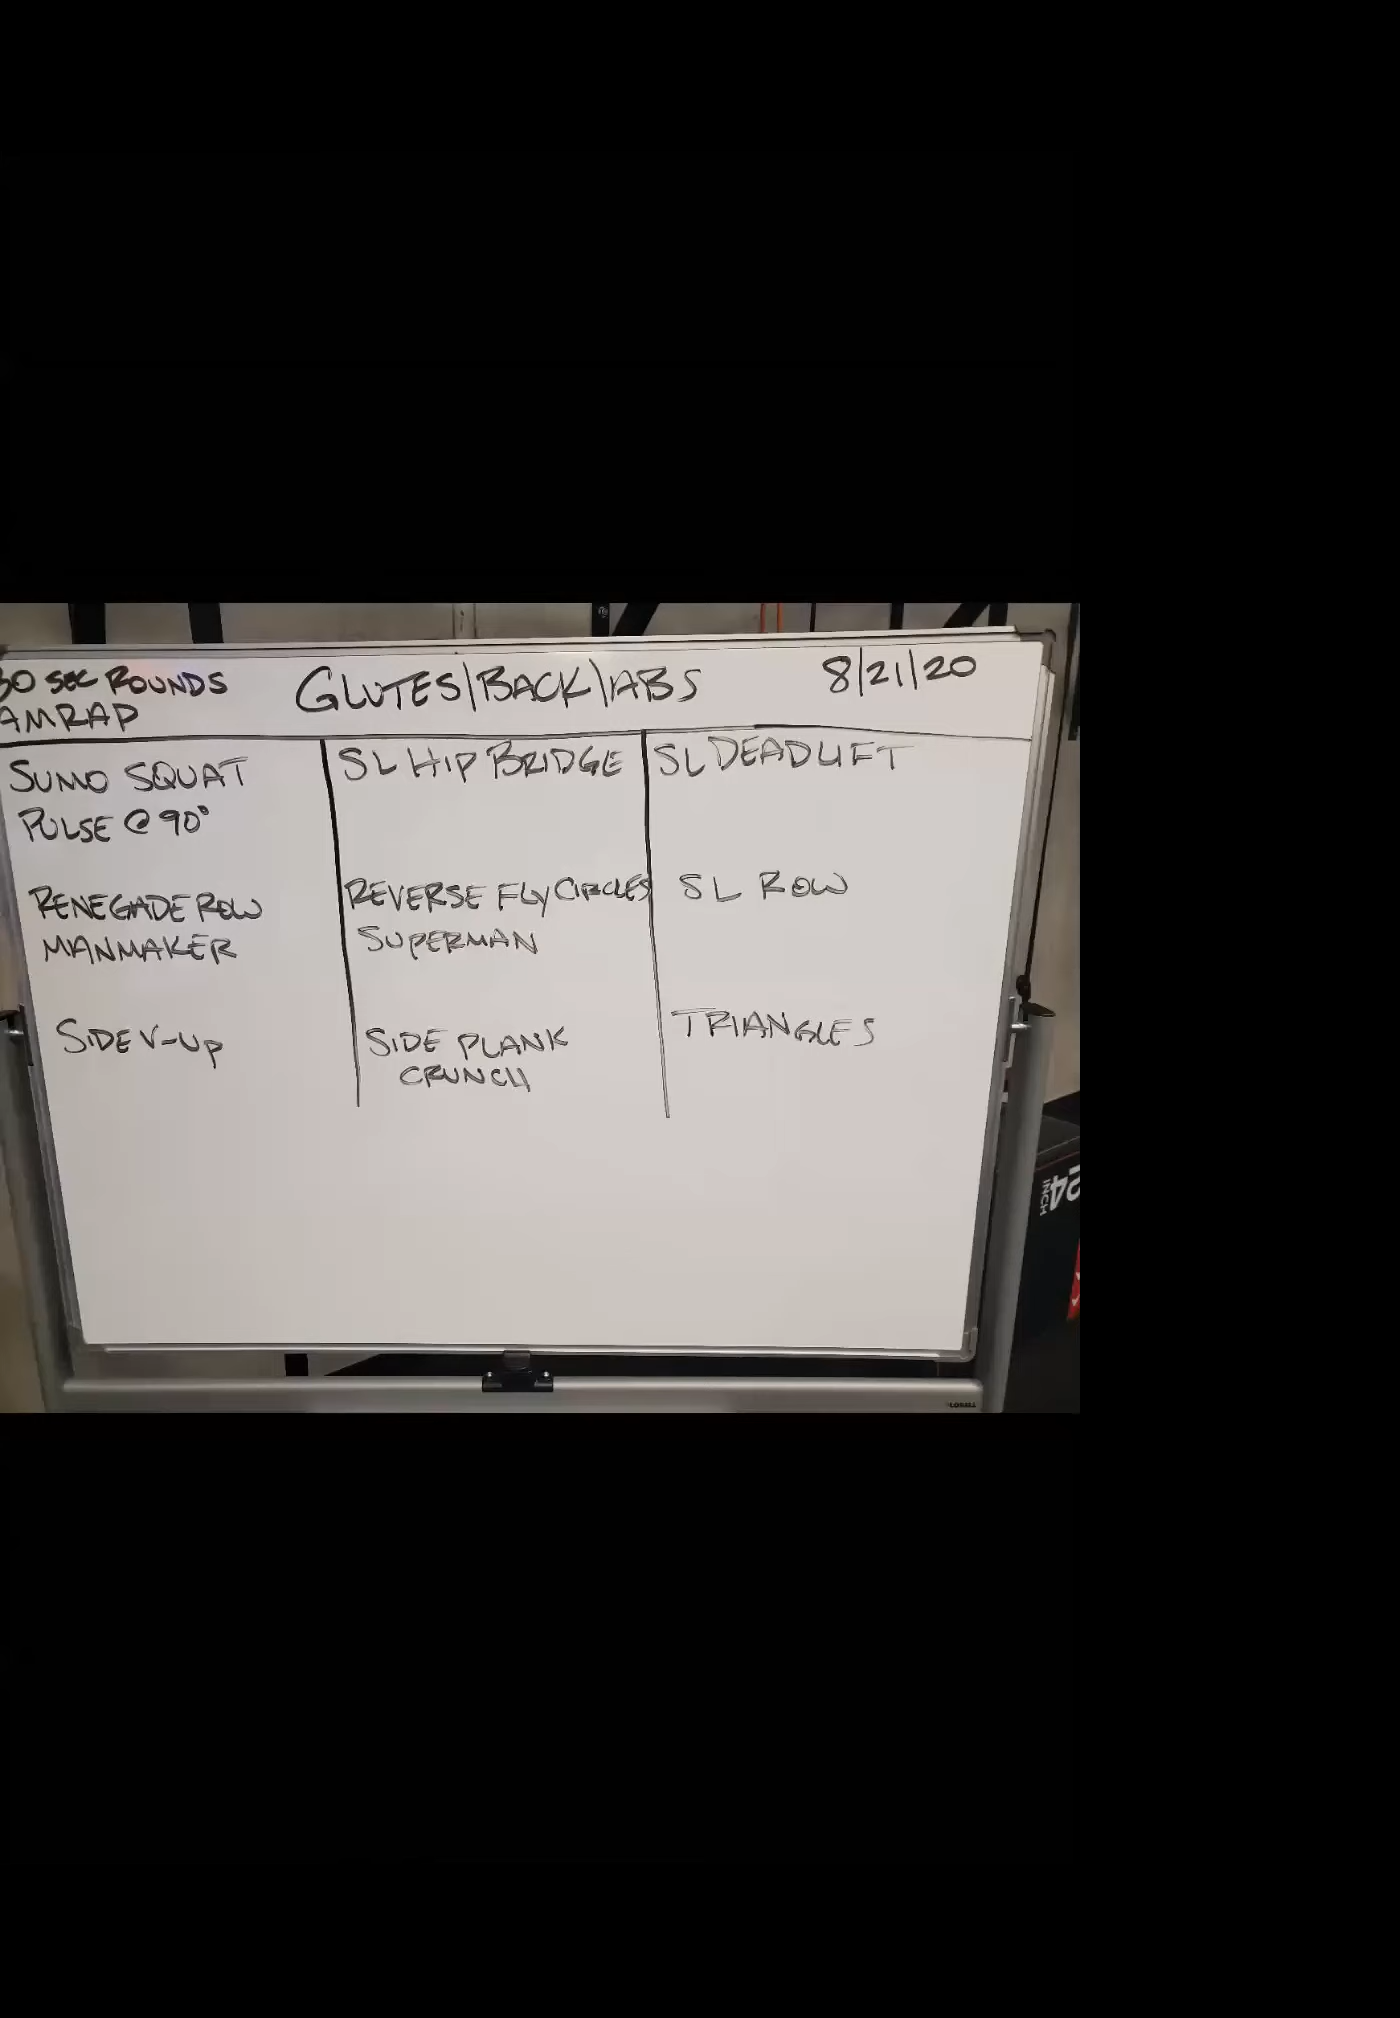 30 SEC ROUNDS
AMRAP
GLUTES\BACK\ABS
8/21/20
SUMO SQUAT
PULSE @ 90°
RENEGADE ROW
MANMAKER
SIDE V-UP
SL HIP BRIDGE
REVERSE FLY CIRCLES
SUPERMAN
SIDE PLANK
CRUNCH
SL DEADLIFT
SL ROW
TRIANGLES
24
INCH
LORELL